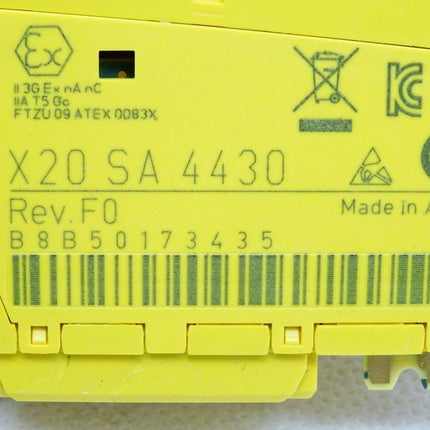 Ex
II 3G Ex nA nC
IIA T5 Gc
FTZU 09 ATEX 0083X
X20 SA 4430
Rev.F0
Made in A
B8B50173435